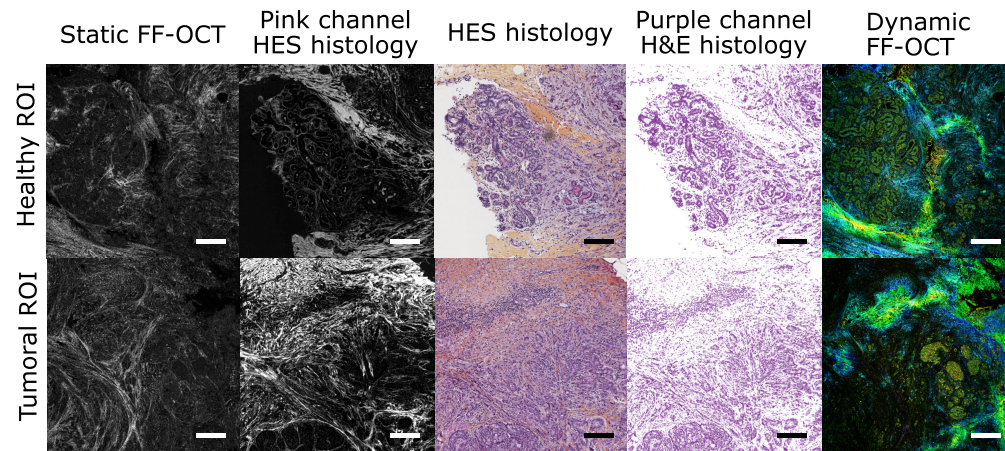 Static FF-OCT
Pink channel
HES histology
HES histology
Purple channel
H&E histology
Dynamic
FF-OCT
Healthy ROI
Tumoral ROI